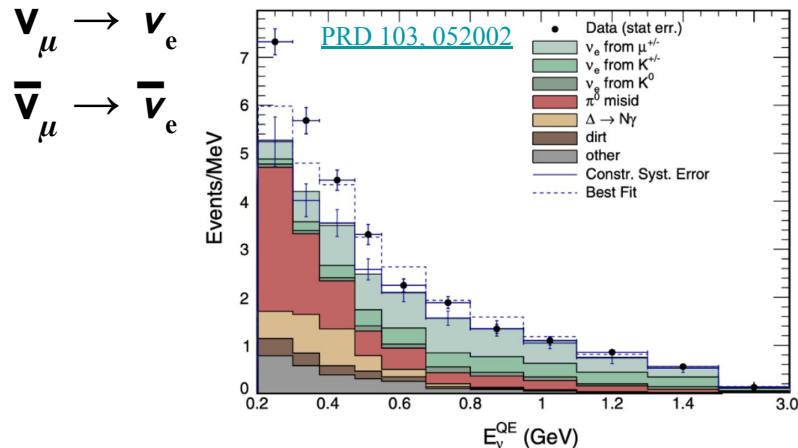 ν_μ → ν_e
ν̄_μ → ν̄_e
PRD 103, 052002
Data (stat err.)
ν_e from μ^{+/-}
ν_e from K^{+/-}
ν_e from K^0
π^0 misid
Δ → Nγ
dirt
other
Constr. Syst. Error
Best Fit
Events/MeV
7
6
5
4
3
2
1
0
0.2 0.4 0.6 0.8 1 1.2 1.4 3.0
E_ν^{QE} (GeV)